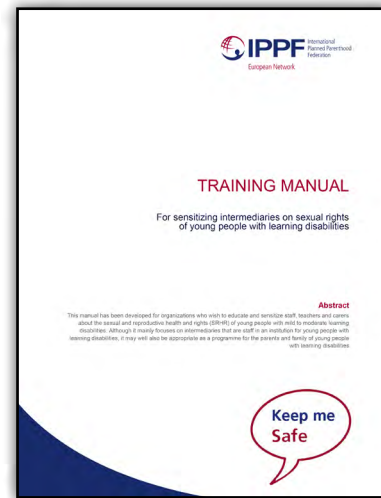 IPPF
International
Planned Parenthood
Federation
European Network
TRAINING MANUAL
For sensitizing intermediaries on sexual rights
of young people with learning disabilities
Abstract
This manual has been developed for organizations who wish to educate and sensitize staff, teachers and carers
about the sexual and reproductive health and rights (SRHR) of young people with mild to moderate learning
disabilities. Although it mainly focuses on intermediaries that are staff in an institution for young people with
learning disabilities, it may well also be appropriate as a programme for the parents and family of young people
with learning disabilities
Keep me
Safe